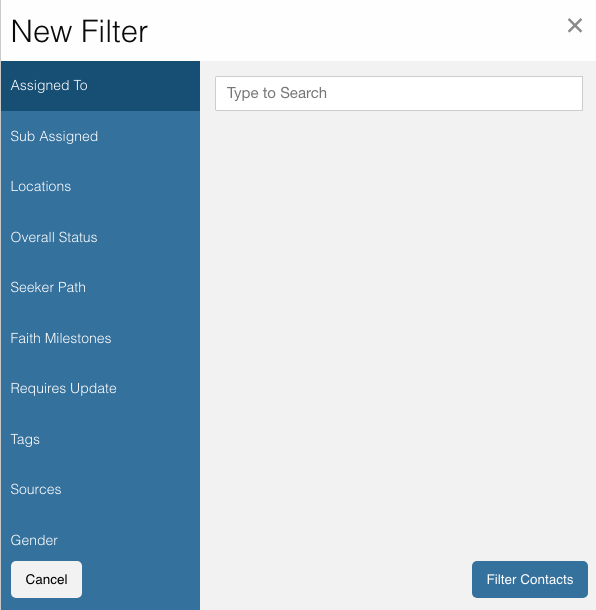 New Filter
×
Assigned To
Type to Search
Sub Assigned
Locations
Overall Status
Seeker Path
Faith Milestones
Requires Update
Tags
Sources
Gender
Cancel
Filter Contacts